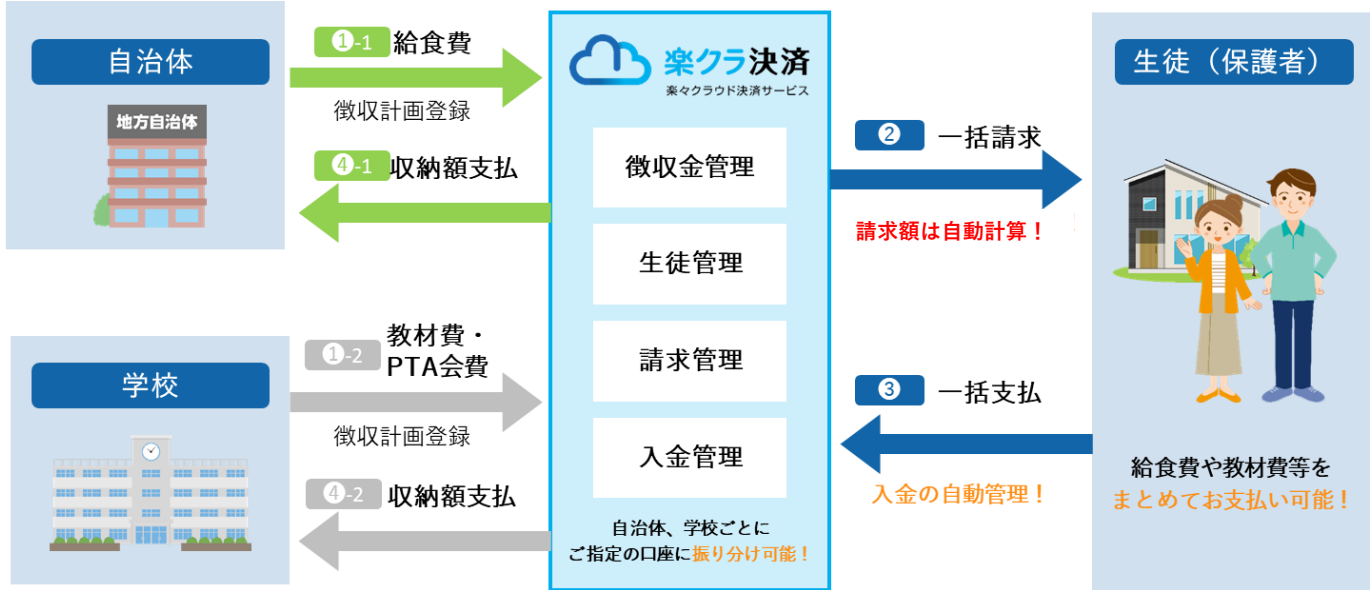 自治体
地方自治体
❶-1 給食費
徴収計画登録
❹-1 収納額支払
学校
❶-2 教材費・
PTA会費
徴収計画登録
❹-2 収納額支払
楽クラ決済
楽々クラウド決済サービス
徴収金管理
生徒管理
請求管理
入金管理
自治体、学校ごとに
ご指定の口座に振り分け可能！
❷ 一括請求
請求額は自動計算！
❸ 一括支払
入金の自動管理！
生徒（保護者）
給食費や教材費等を
まとめてお支払い可能！